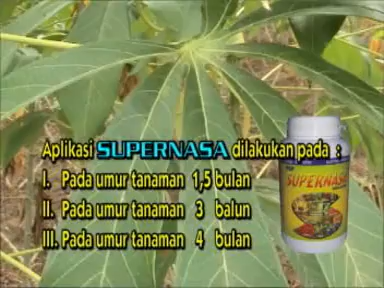 Aplikasi SUPERNASA dilakukan pada :
I. Pada umur tanaman 1,5 bulan
II. Pada umur tanaman 3 balun
III. Pada umur tanaman 4 bulan
SUPERNASA